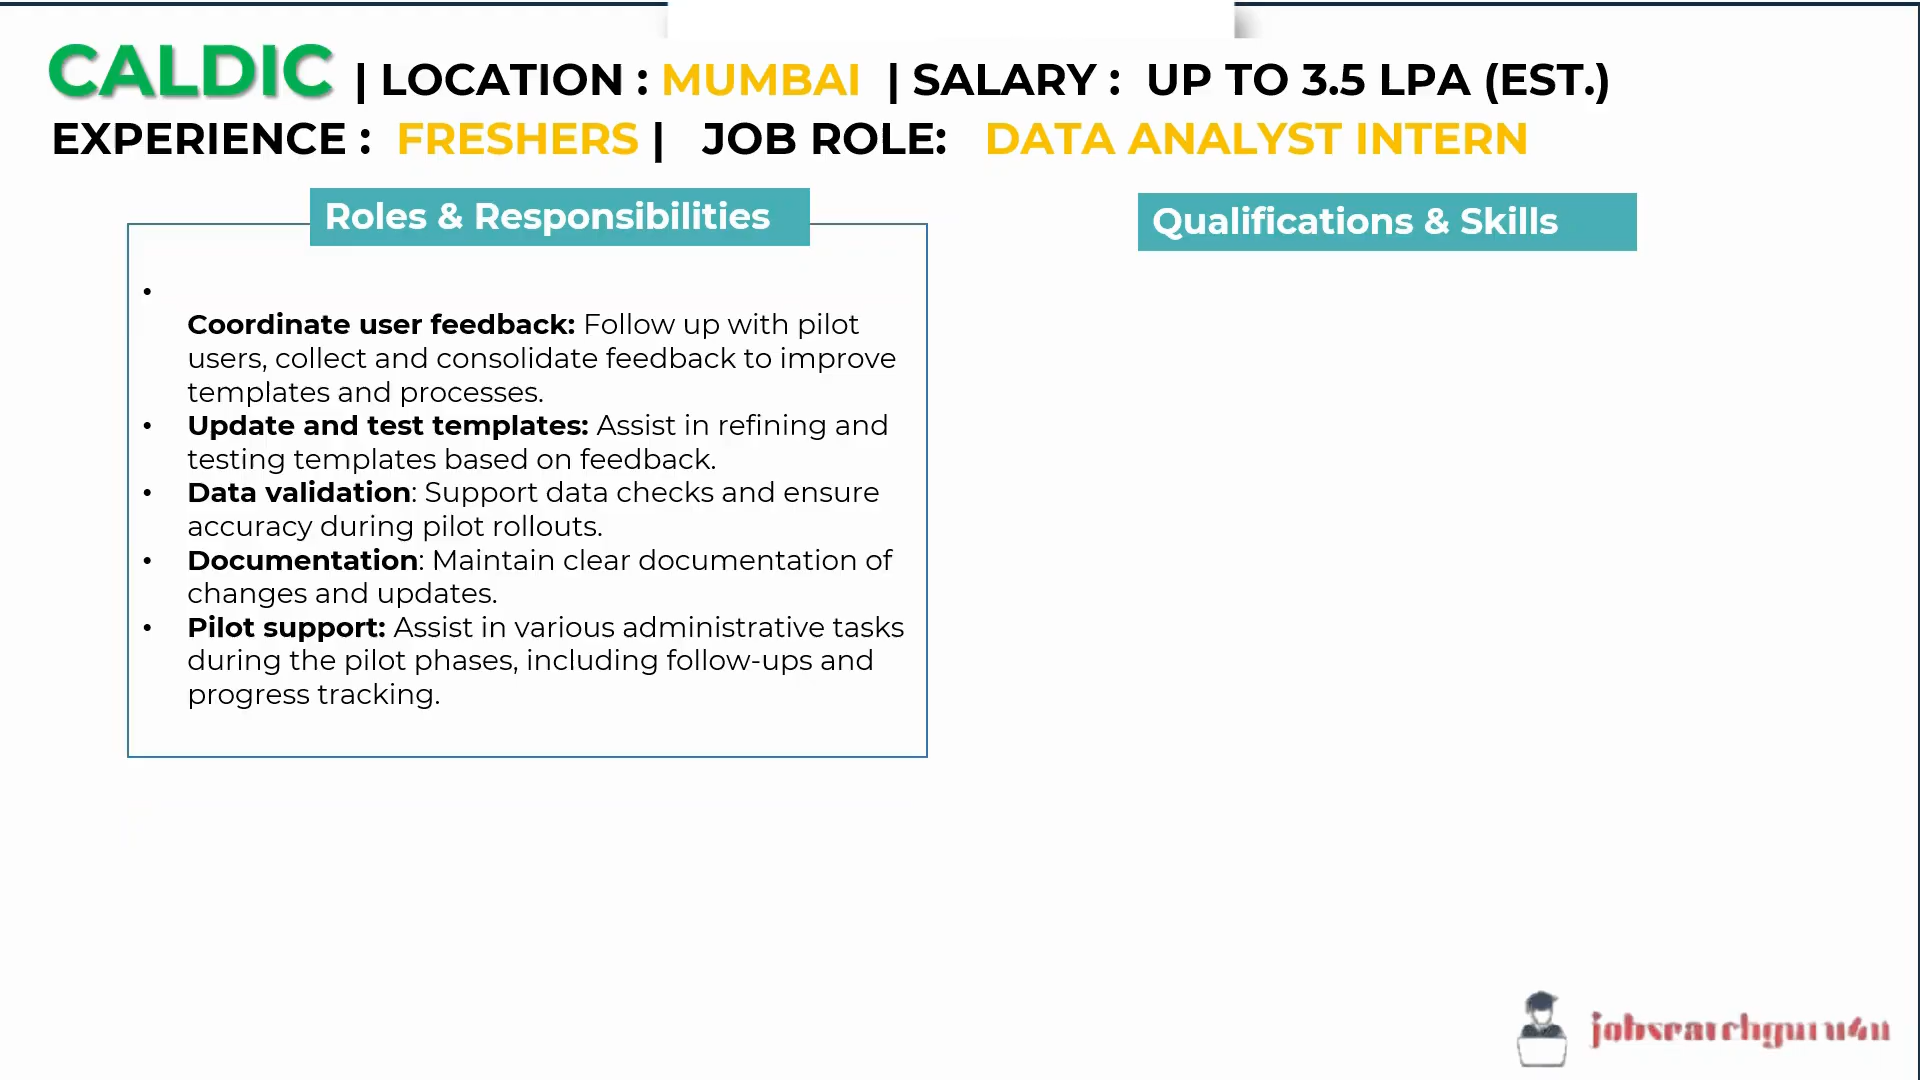 CALDIC | LOCATION : MUMBAI | SALARY : UP TO 3.5 LPA (EST.)
EXPERIENCE : FRESHERS | JOB ROLE: DATA ANALYST INTERN
Roles & Responsibilities
•
Coordinate user feedback: Follow up with pilot
users, collect and consolidate feedback to improve
templates and processes.
• Update and test templates: Assist in refining and
testing templates based on feedback.
• Data validation: Support data checks and ensure
accuracy during pilot rollouts.
• Documentation: Maintain clear documentation of
changes and updates.
• Pilot support: Assist in various administrative tasks
during the pilot phases, including follow-ups and
progress tracking.
Qualifications & Skills
jobsearchguru4u